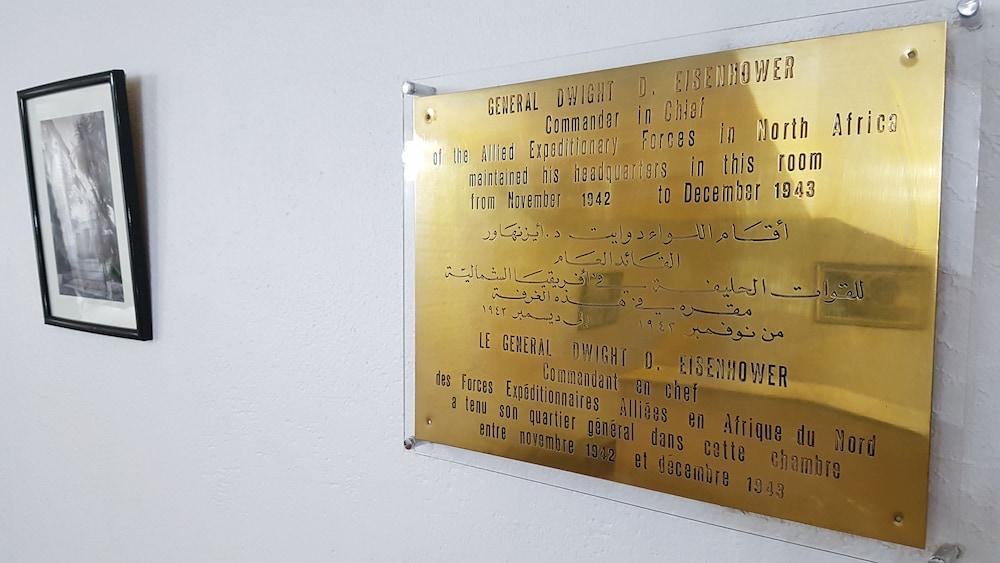 GENERAL DWIGHT D. EISENHOWER
Commander in Chief
of the Allied Expeditionary Forces in North Africa
maintained his headquarters in this room
from November 1942 to December 1943
أقام اللواء دوايت د. أيزنهاور
القائد العام
للقوات الحليفة في أفريقيا الشمالية
مقره في هذه الغرفة
من نوفمبر ١٩٤٢ إلى ديسمبر ١٩٤٣
LE GENERAL DWIGHT D. EISENHOWER
Commandant en chef
des Forces Expéditionnaires Alliées en Afrique du Nord
a tenu son quartier général dans cette chambre
entre novembre 1942 et décembre 1943